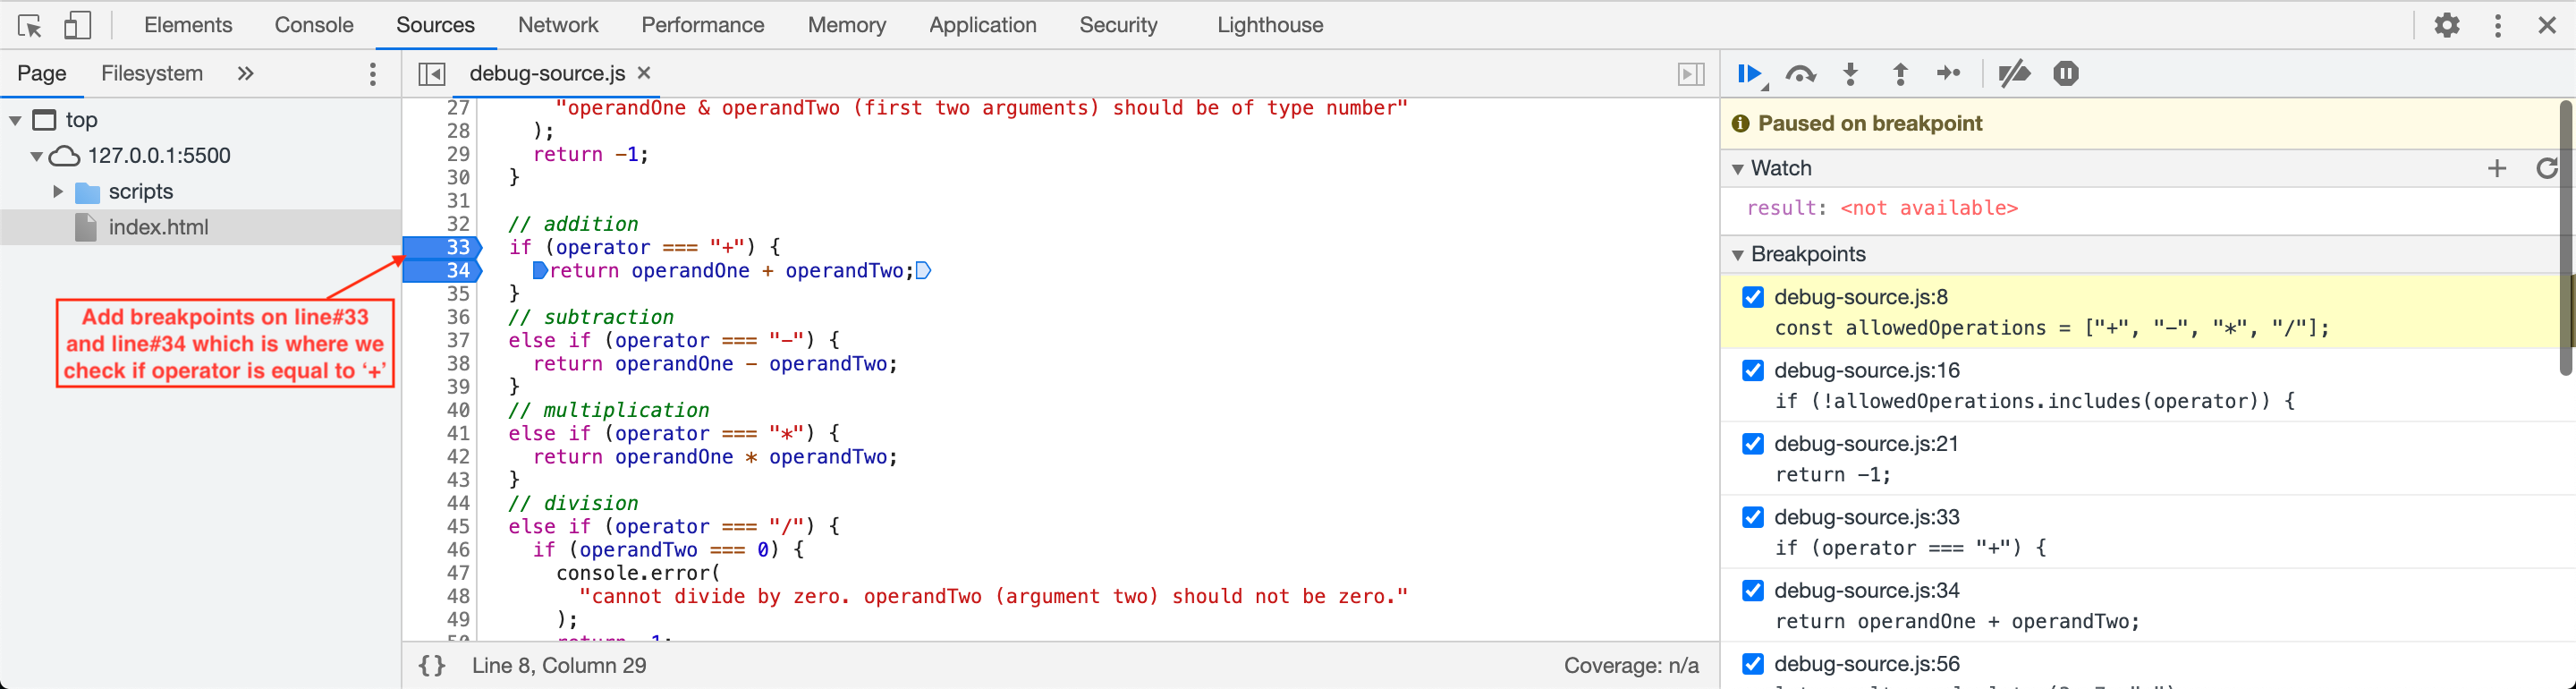 Elements Console Sources Network Performance Memory Application Security Lighthouse
Page Filesystem »
debug-source.js ×
top
127.0.0.1:5500
scripts
index.html
Add breakpoints on line#33
and line#34 which is where we
check if operator is equal to ‘+’
27 "operandOne & operandTwo (first two arguments) should be of type number"
28 );
29 return -1;
30 }
31
32 // addition
33 if (operator === "+") {
34 return operandOne + operandTwo;
35 }
36 // subtraction
37 else if (operator === "-") {
38 return operandOne - operandTwo;
39 }
40 // multiplication
41 else if (operator === "*") {
42 return operandOne * operandTwo;
43 }
44 // division
45 else if (operator === "/") {
46 if (operandTwo === 0) {
47 console.error(
48 "cannot divide by zero. operandTwo (argument two) should not be zero."
49 );
50 return -1;
{} Line 8, Column 29
Coverage: n/a
Paused on breakpoint
Watch
result: <not available>
Breakpoints
debug-source.js:8
const allowedOperations = ["+", "-", "*", "/"];
debug-source.js:16
if (!allowedOperations.includes(operator)) {
debug-source.js:21
return -1;
debug-source.js:33
if (operator === "+") {
debug-source.js:34
return operandOne + operandTwo;
debug-source.js:56